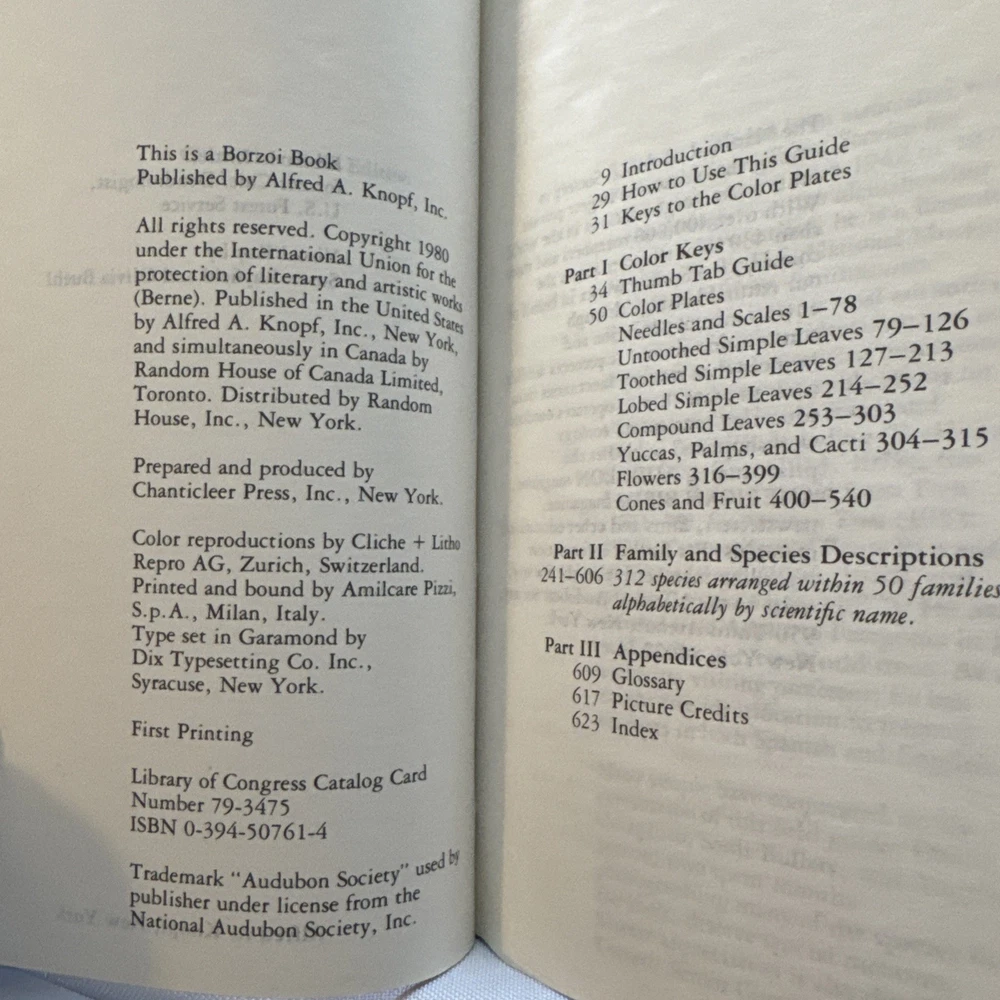 This is a Borzoi Book
Published by Alfred A. Knopf, Inc.
All rights reserved. Copyright 1980
under the International Union for the
protection of literary and artistic works
(Berne). Published in the United States
by Alfred A. Knopf, Inc., New York,
and simultaneously in Canada by
Random House of Canada Limited,
Toronto. Distributed by Random
House, Inc., New York.
Prepared and produced by
Chanticleer Press, Inc., New York.
Color reproductions by Cliche + Litho
Repro AG, Zurich, Switzerland.
Printed and bound by Amilcare Pizzi,
S.p.A., Milan, Italy.
Type set in Garamond by
Dix Typesetting Co. Inc.,
Syracuse, New York.
First Printing
Library of Congress Catalog Card
Number 79-3475
ISBN 0-394-50761-4
Trademark "Audubon Society" used by
publisher under license from the
National Audubon Society, Inc.
9 Introduction
29 How to Use This Guide
31 Keys to the Color Plates
Part I Color Keys
34 Thumb Tab Guide
50 Color Plates
Needles and Scales 1–78
Untoothed Simple Leaves 79–126
Toothed Simple Leaves 127–213
Lobed Simple Leaves 214–252
Compound Leaves 253–303
Yuccas, Palms, and Cacti 304–315
Flowers 316–399
Cones and Fruit 400–540
Part II Family and Species Descriptions
241–606 312 species arranged within 50 families
alphabetically by scientific name.
Part III Appendices
609 Glossary
617 Picture Credits
623 Index